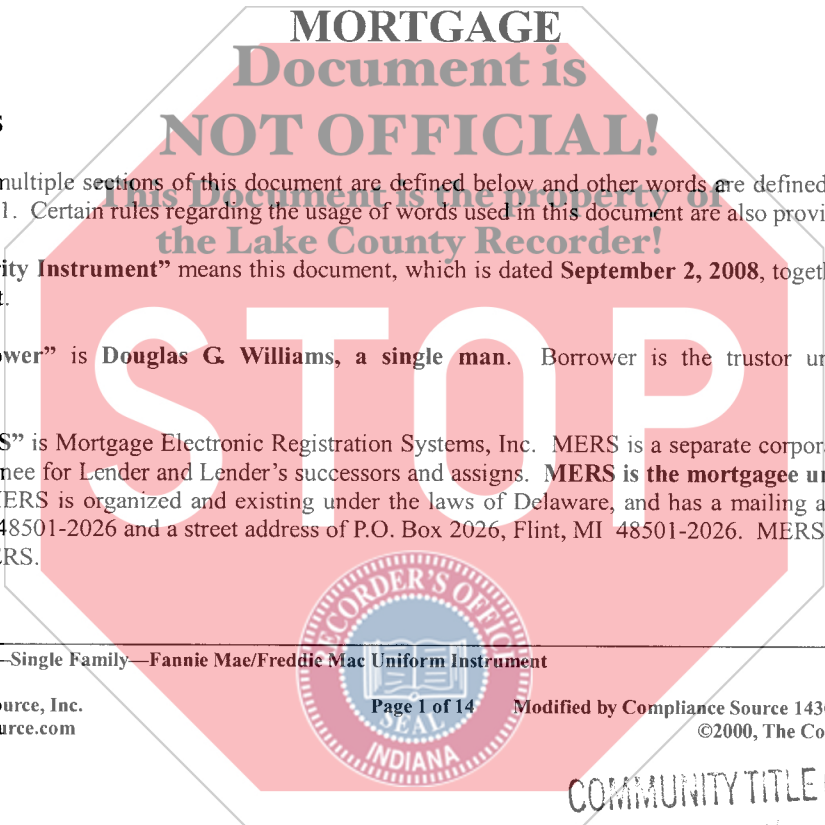 MORTGAGE
Document is
NOT OFFICIAL!
S
multiple sections of this document are defined below and other words are defined
This Document is the property of
1. Certain rules regarding the usage of words used in this document are also provi
the Lake County Recorder!
rity Instrument” means this document, which is dated September 2, 2008, togeth
t.
STOP
ower” is Douglas G. Williams, a single man. Borrower is the trustor un
S” is Mortgage Electronic Registration Systems, Inc. MERS is a separate corpora
nee for Lender and Lender’s successors and assigns. MERS is the mortgagee un
MERS is organized and existing under the laws of Delaware, and has a mailing a
48501-2026 and a street address of P.O. Box 2026, Flint, MI 48501-2026. MERS
ERS.
RECORDER'S OFFICE
—Single Family—Fannie Mae/Freddie Mac Uniform Instrument
ource, Inc. Page 1 of 14 Modified by Compliance Source 143
urce.com ©2000, The Co
SEAL
INDIANA
COMMUNITY TITLE